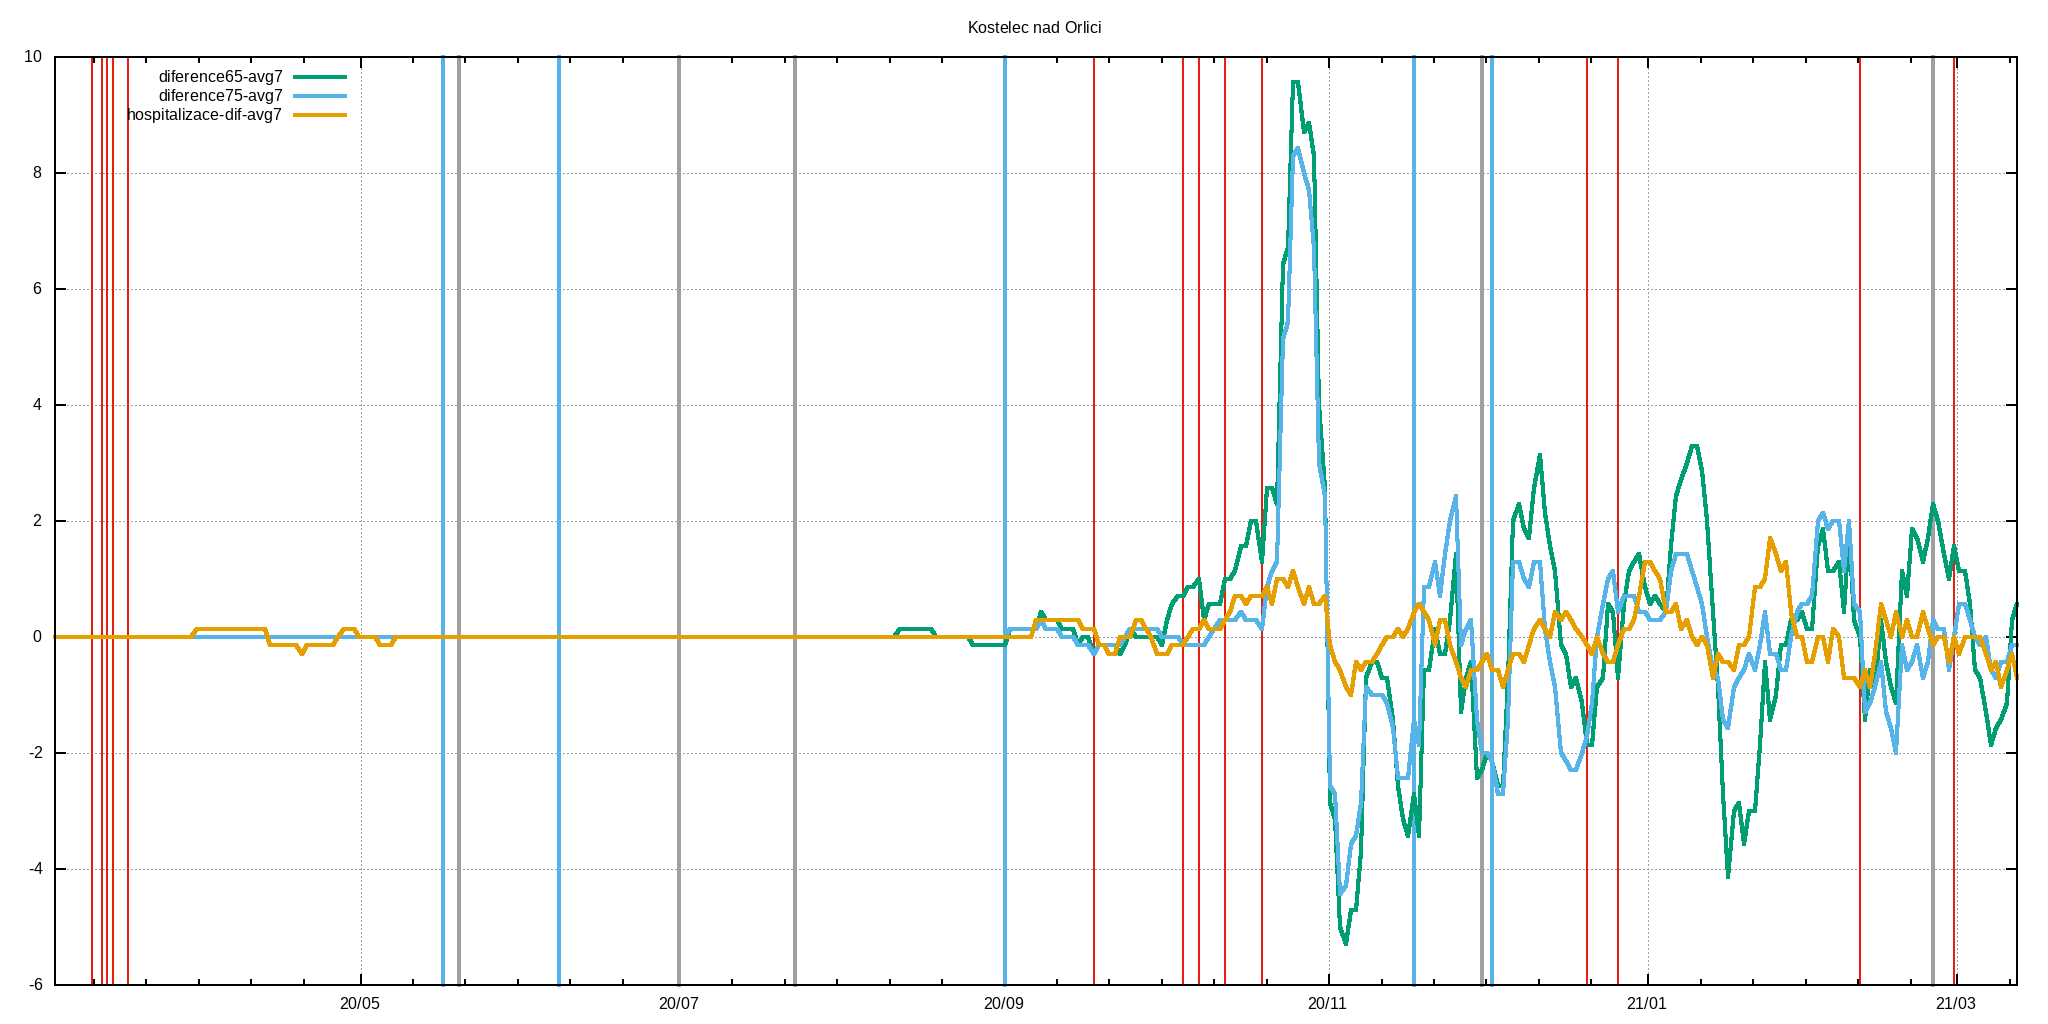 Kostelec nad Orlici
10
8
6
4
2
0
-2
-4
-6
diference65-avg7
diference75-avg7
hospitalizace-dif-avg7
20/05 20/07 20/09 20/11 21/01 21/03